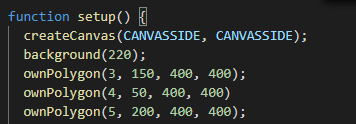 function setup() {
createCanvas(CANVASSIDE, CANVASSIDE);
background(220);
ownPolygon(3, 150, 400, 400);
ownPolygon(4, 50, 400, 400)
ownPolygon(5, 200, 400, 400)